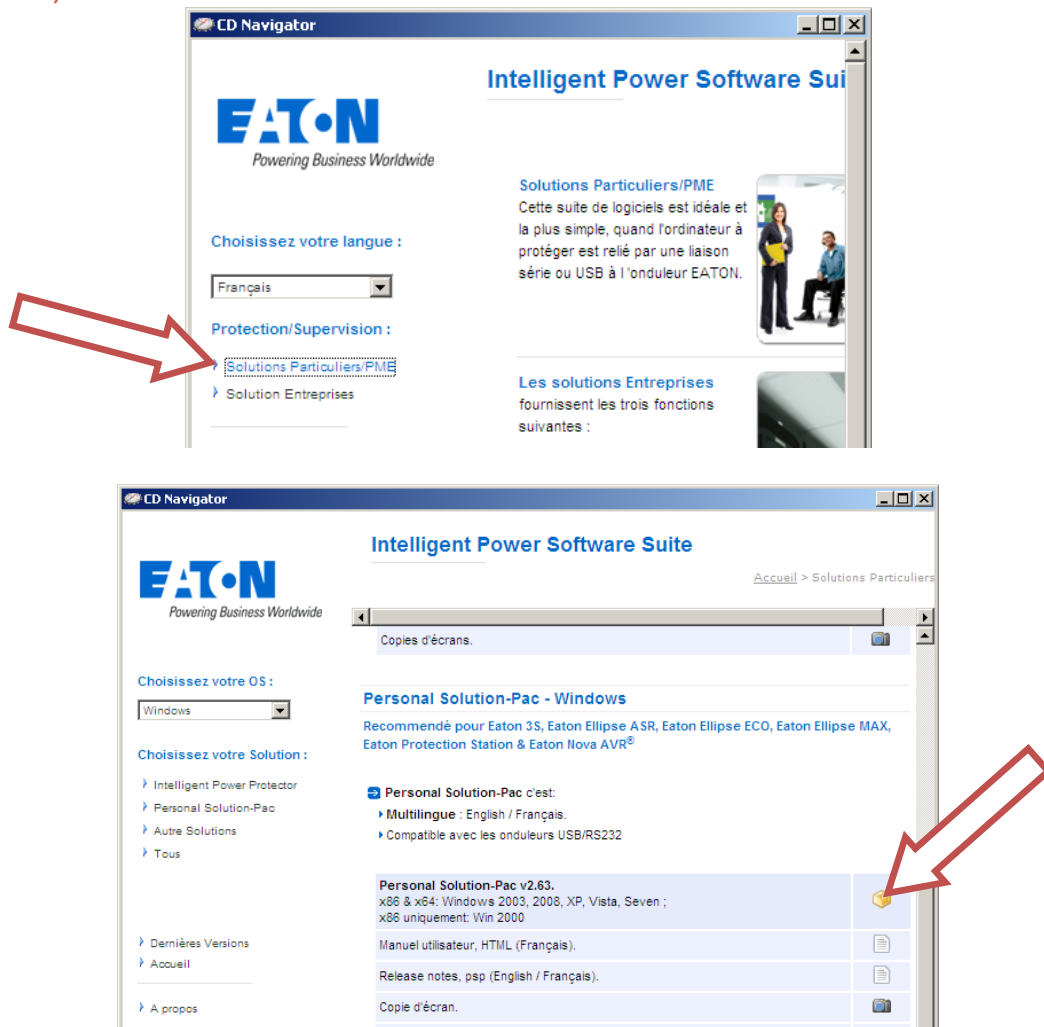 CD Navigator
Intelligent Power Software Sui
EATON
Powering Business Worldwide
Choisissez votre langue :
Français
Protection/Supervision :
Solutions Particuliers/PME
Solution Entreprises
Solutions Particuliers/PME
Cette suite de logiciels est idéale et
la plus simple, quand l'ordinateur à
protéger est relié par une liaison
série ou USB à l 'onduleur EATON.
Les solutions Entreprises
fournissent les trois fonctions
suivantes :
CD Navigator
Intelligent Power Software Suite
Accueil > Solutions Particuliers
EATON
Powering Business Worldwide
Choisissez votre OS :
Windows
Choisissez votre Solution :
Intelligent Power Protector
Personal Solution-Pac
Autre Solutions
Tous
Dernières Versions
Accueil
A propos
Copies d'écrans.
Personal Solution-Pac - Windows
Recommendé pour Eaton 3S, Eaton Ellipse ASR, Eaton Ellipse ECO, Eaton Ellipse MAX,
Eaton Protection Station & Eaton Nova AVR®
Personal Solution-Pac c'est:
Multilingue : English / Français.
Compatible avec les onduleurs USB/RS232
Personal Solution-Pac v2.63.
x86 & x64: Windows 2003, 2008, XP, Vista, Seven ;
x86 uniquement: Win 2000
Manuel utilisateur, HTML (Français).
Release notes, psp (English / Français).
Copie d'écran.